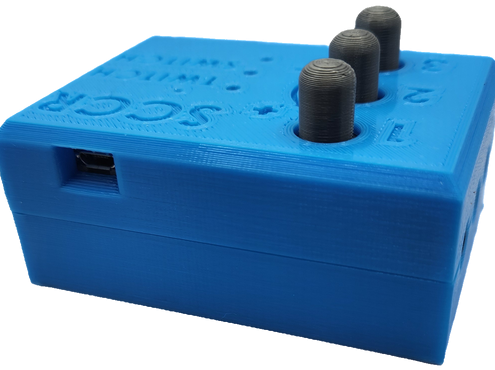 SWITCH
TWITCH
SCCR +
3
2
1